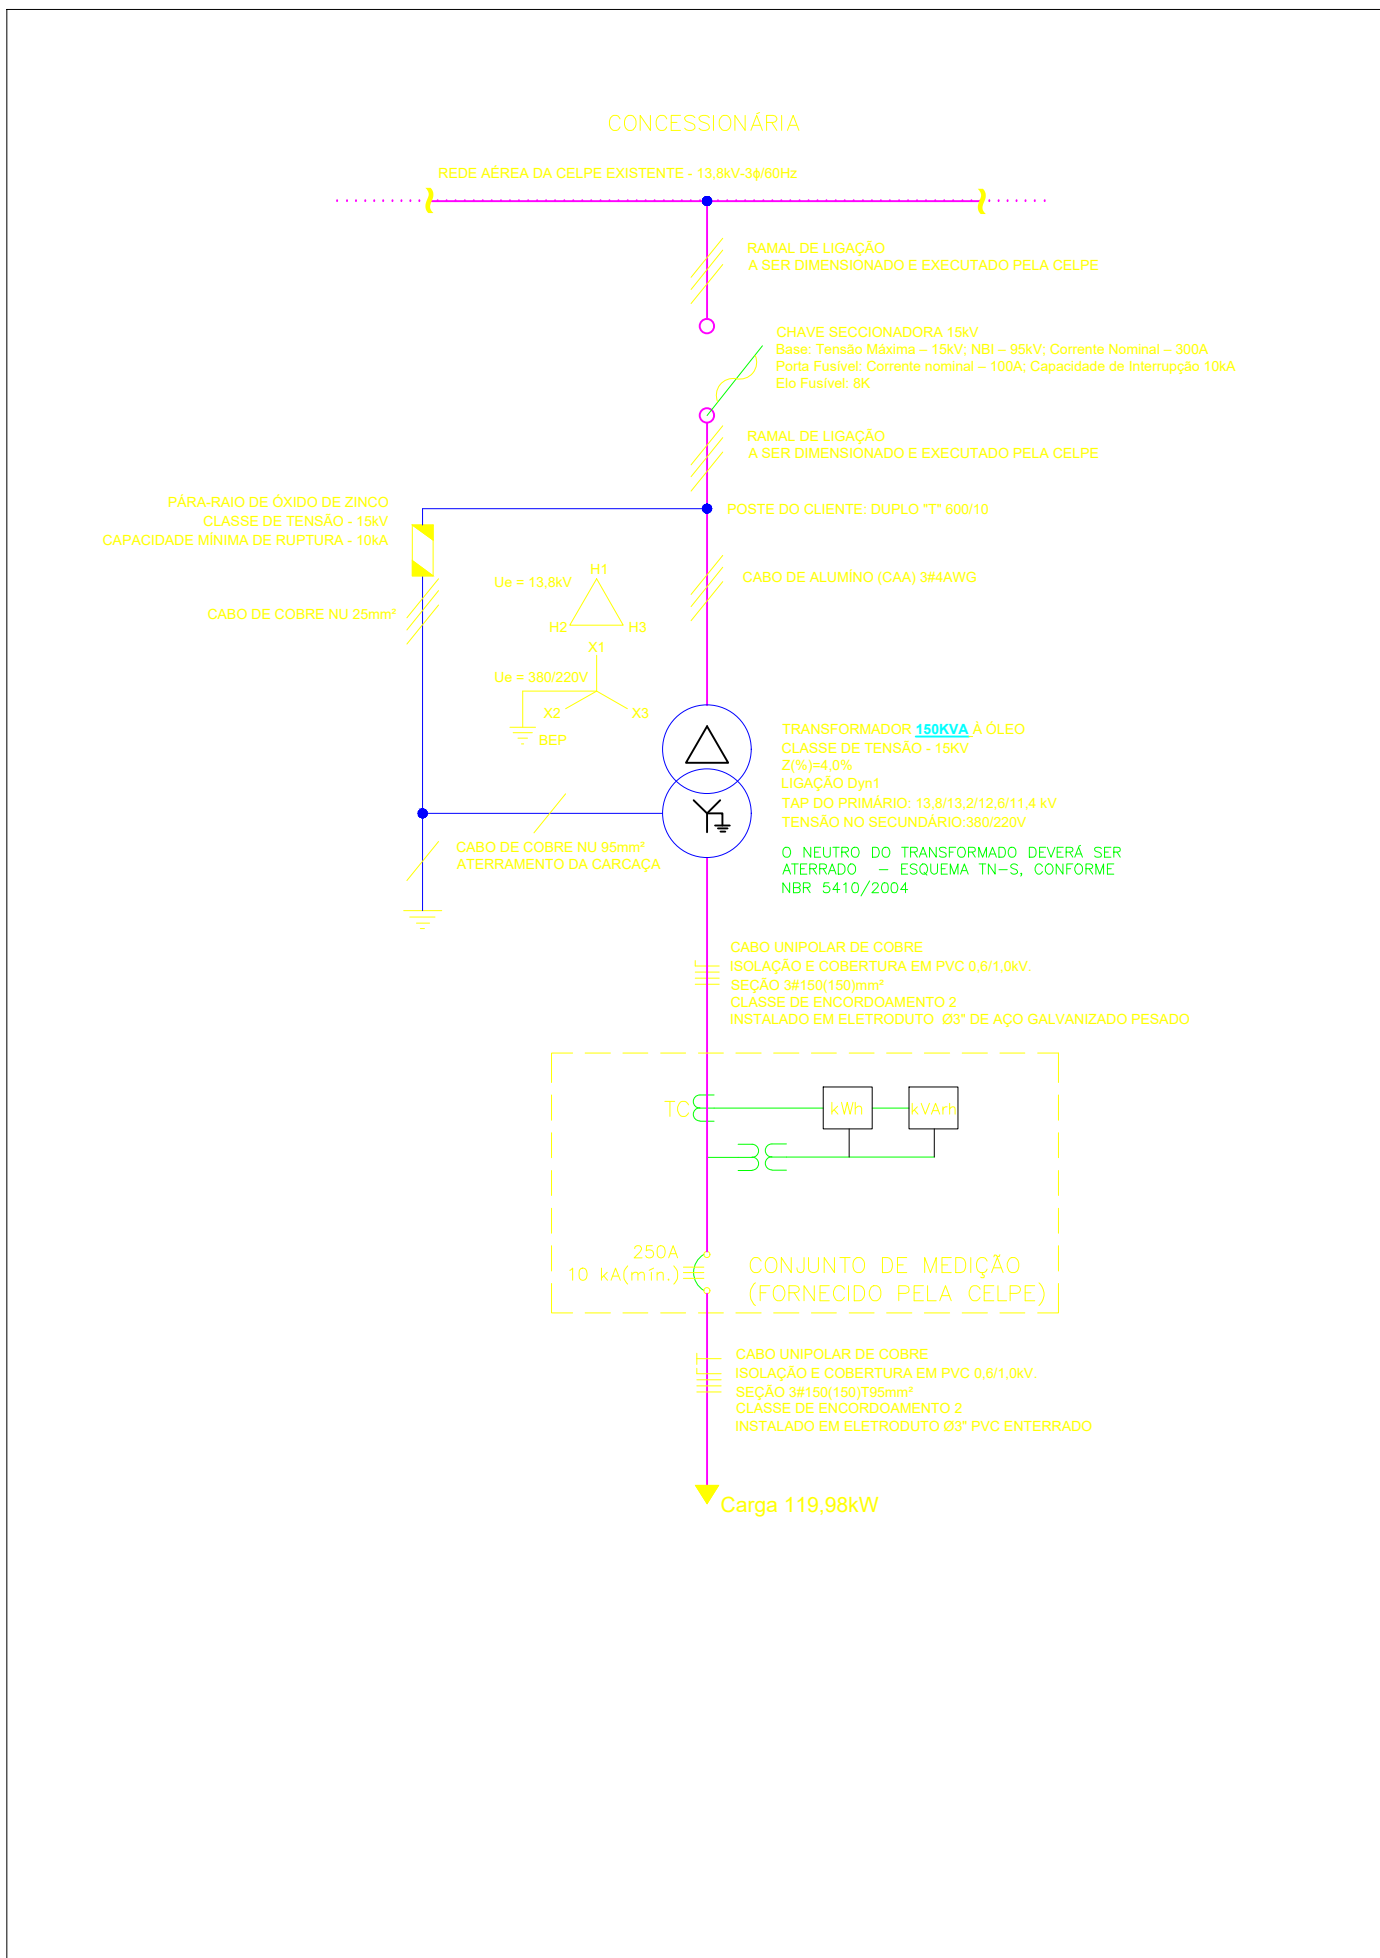 CONCESSIONÁRIA
REDE AÉREA DA CELPE EXISTENTE - 13,8kV-3ϕ/60Hz
RAMAL DE LIGAÇÃO
A SER DIMENSIONADO E EXECUTADO PELA CELPE
CHAVE SECCIONADORA 15kV
Base: Tensão Máxima – 15kV; NBI – 95kV; Corrente Nominal – 300A
Porta Fusível: Corrente nominal – 100A; Capacidade de Interrupção 10kA
Elo Fusível: 8K
RAMAL DE LIGAÇÃO
A SER DIMENSIONADO E EXECUTADO PELA CELPE
PÁRA-RAIO DE ÓXIDO DE ZINCO
CLASSE DE TENSÃO - 15kV
CAPACIDADE MÍNIMA DE RUPTURA - 10kA
POSTE DO CLIENTE: DUPLO "T" 600/10
CABO DE COBRE NU 25mm²
Ue = 13,8kV
H1
H2
H3
CABO DE ALUMÍNO (CAA) 3#4AWG
X1
Ue = 380/220V
X2
X3
BEP
TRANSFORMADOR 150KVA À ÓLEO
CLASSE DE TENSÃO - 15KV
Z(%)=4,0%
LIGAÇÃO Dyn1
TAP DO PRIMÁRIO: 13,8/13,2/12,6/11,4 kV
TENSÃO NO SECUNDÁRIO:380/220V
O NEUTRO DO TRANSFORMADO DEVERÁ SER
ATERRADO – ESQUEMA TN-S, CONFORME
NBR 5410/2004
CABO DE COBRE NU 95mm²
ATERRAMENTO DA CARCAÇA
CABO UNIPOLAR DE COBRE
ISOLAÇÃO E COBERTURA EM PVC 0,6/1,0kV.
SEÇÃO 3#150(150)mm²
CLASSE DE ENCORDOAMENTO 2
INSTALADO EM ELETRODUTO Ø3" DE AÇO GALVANIZADO PESADO
TC
kWh
kVArh
250A
10 kA(mín.)
CONJUNTO DE MEDIÇÃO
(FORNECIDO PELA CELPE)
CABO UNIPOLAR DE COBRE
ISOLAÇÃO E COBERTURA EM PVC 0,6/1,0kV.
SEÇÃO 3#150(150)T95mm²
CLASSE DE ENCORDOAMENTO 2
INSTALADO EM ELETRODUTO Ø3" PVC ENTERRADO
Carga 119,98kW